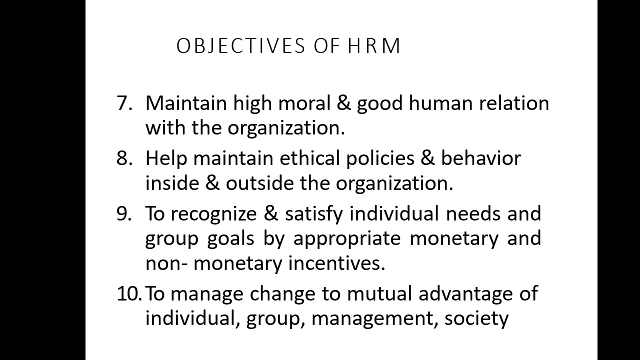 OBJECTIVES OF HRM
7. Maintain high moral & good human relation
with the organization.
8. Help maintain ethical policies & behavior
inside & outside the organization.
9. To recognize & satisfy individual needs and
group goals by appropriate monetary and
non- monetary incentives.
10. To manage change to mutual advantage of
individual, group, management, society